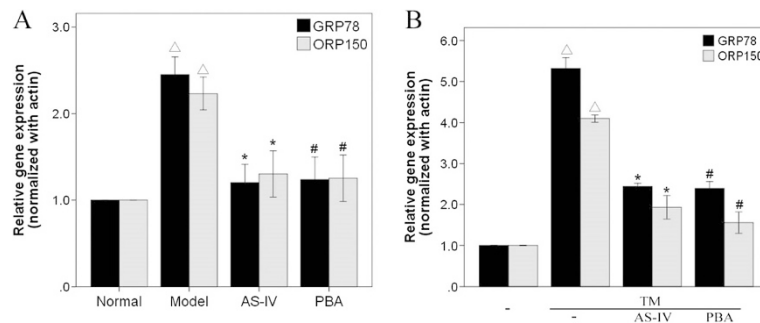 A
B
Relative gene expression
(normalized with actin)
3.0
2.0
1.0
.0
GRP78
ORP150
△
△
*
*
#
#
Normal
Model
AS-IV
PBA
Relative gene expression
(normalized with actin)
6.0
5.0
4.0
3.0
2.0
1.0
.0
GRP78
ORP150
△
△
*
*
#
#
TM
-
-
AS-IV
PBA